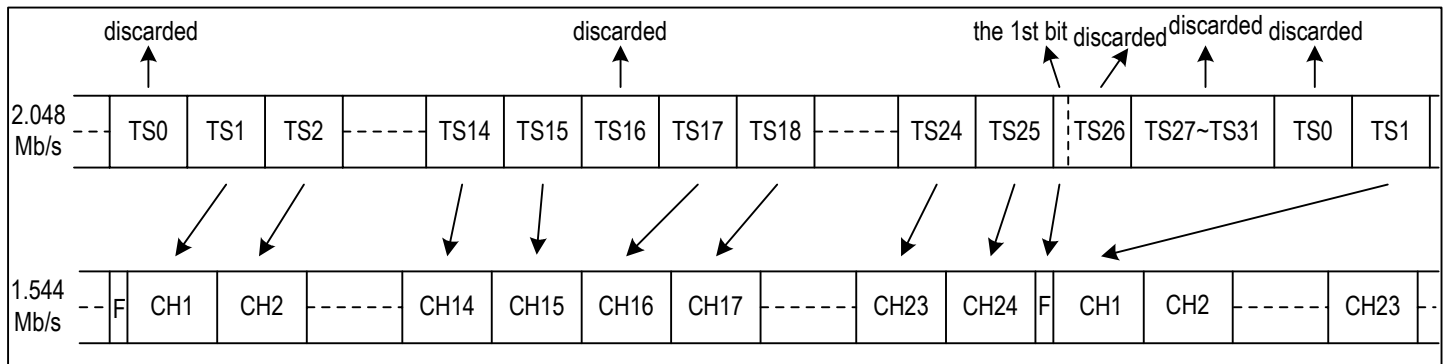 discarded discarded the 1st bit discarded discarded discarded
2.048 Mb/s TS0 TS1 TS2 TS14 TS15 TS16 TS17 TS18 TS24 TS25 TS26 TS27~TS31 TS0 TS1
1.544 Mb/s F CH1 CH2 CH14 CH15 CH16 CH17 CH23 CH24 F CH1 CH2 CH23